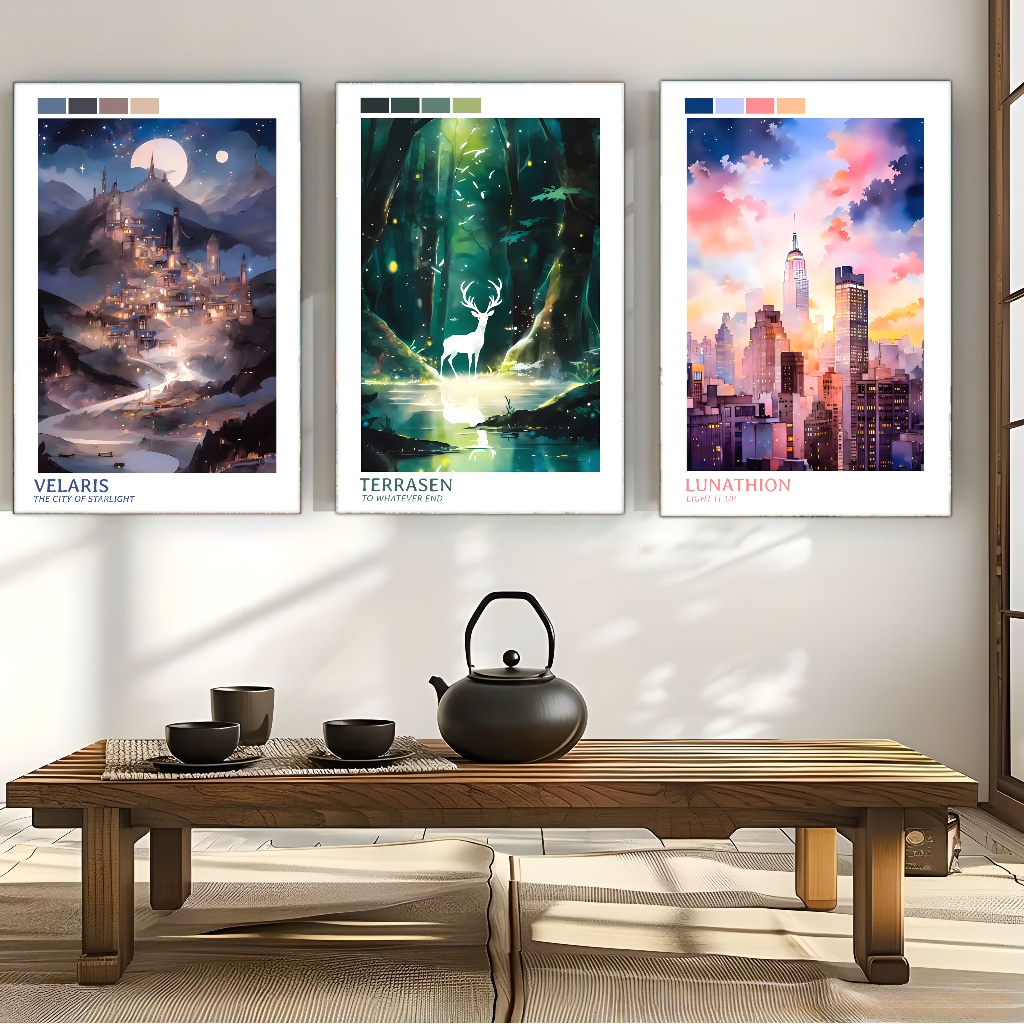 VELARIS
THE CITY OF STARLIGHT
TERRASEN
TO WHATEVER END
LUNATHION
LIGHT IT UP